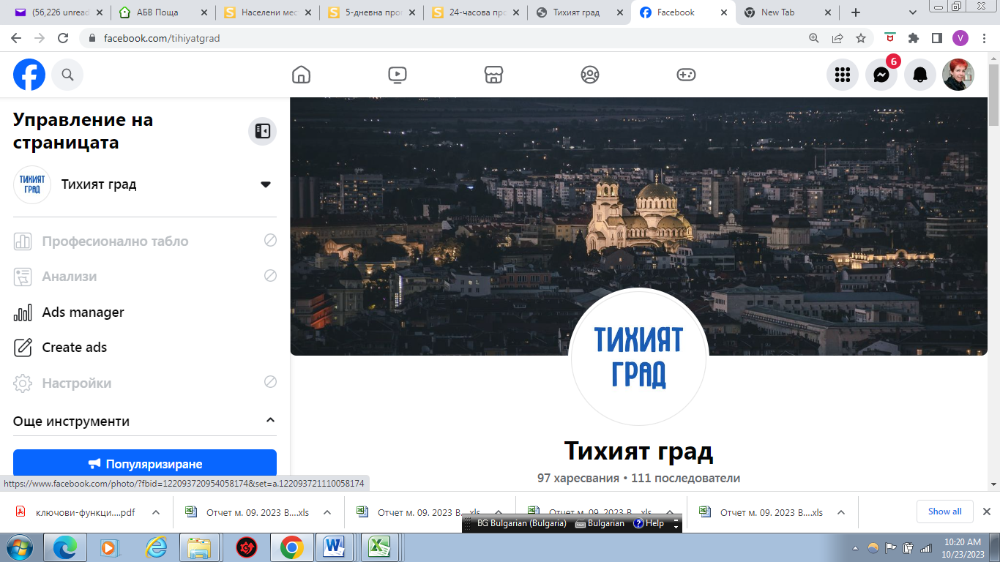 (56,226 unread
АБВ Поща
Населени мес
5-дневна прог
24-часова про
Тихият град
Facebook
New Tab
facebook.com/tihiyatgrad
V
6
Управление на
страницата
ТИХИЯТ
ГРАД
Тихият град
Професионално табло
Анализи
Ads manager
Create ads
Настройки
Още инструменти
Популяризиране
ТИХИЯТ
ГРАД
Тихият град
97 харесвания • 111 последователи
https://www.facebook.com/photo/?fbid=122093720954058174&set=a.122093721110058174
ключови-функци....pdf
Отчет м. 09. 2023 В....xls
Отчет м. 09. 2023 В....xls
Отчет м. 09. 2023 В....xls
Отчет м. 09. 2023 В....xls
Show all
BG Bulgarian (Bulgaria)
Bulgarian
Help
10:20 AM
10/23/2023